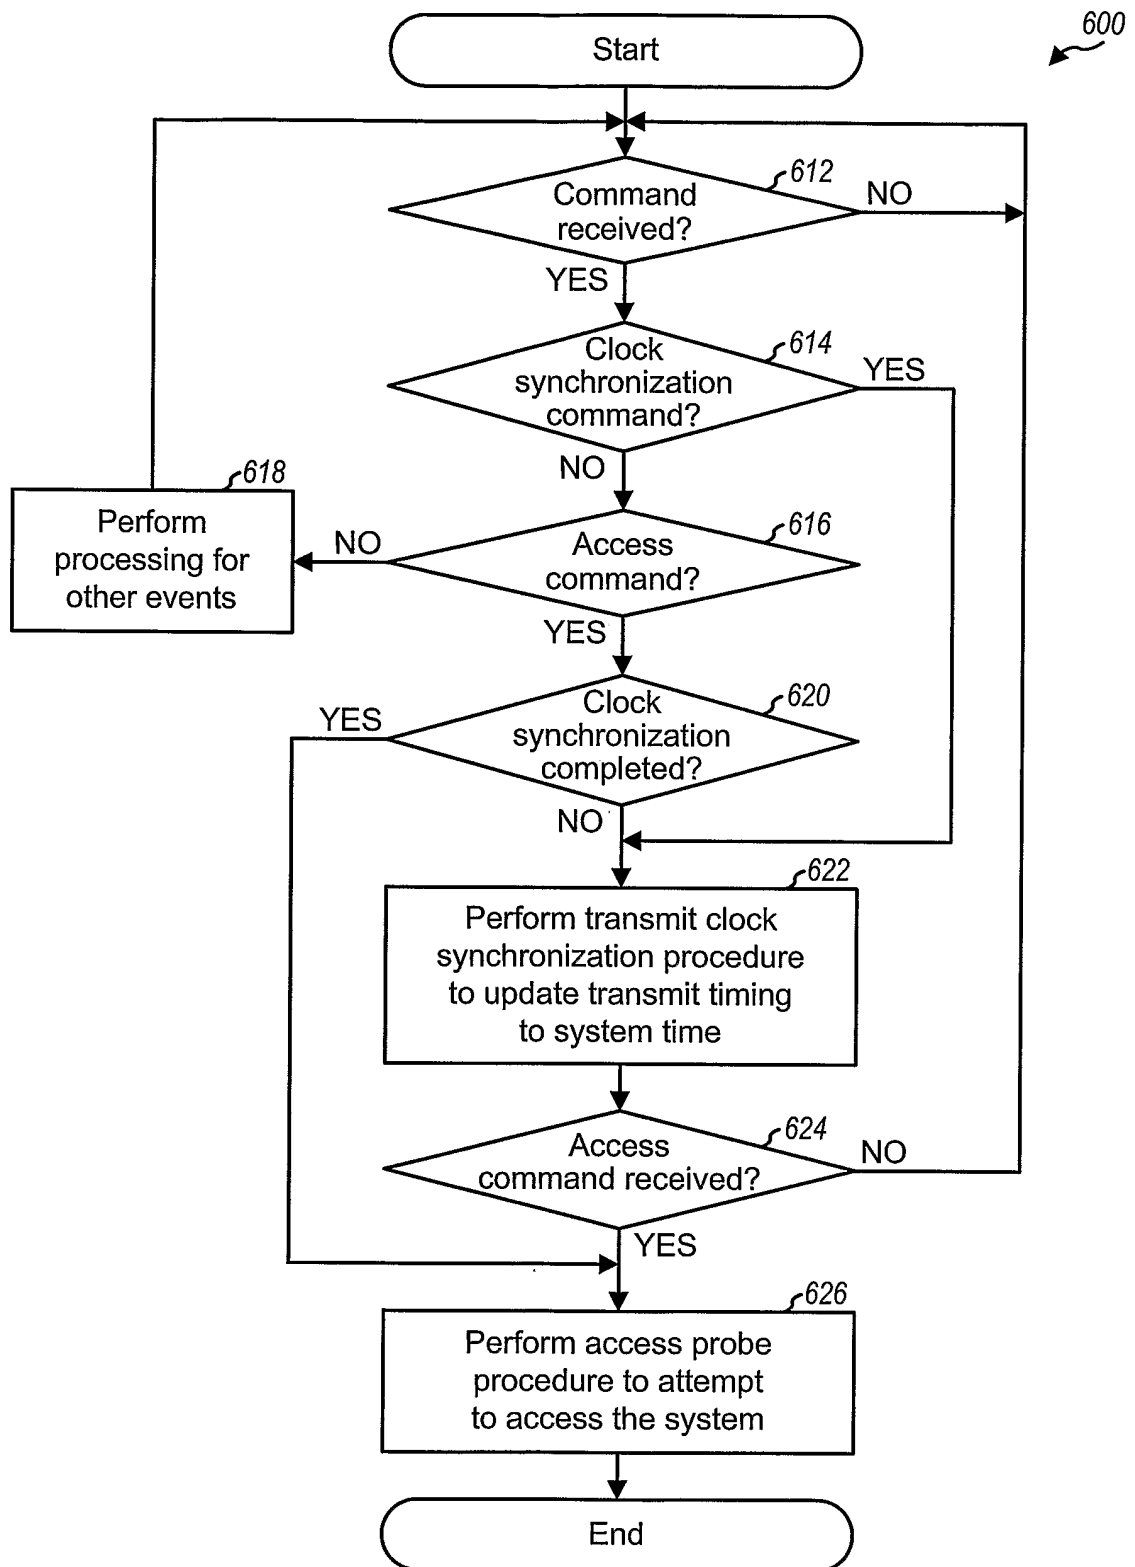 600
Start
612
Command
received?
NO
YES
614
Clock
synchronization
command?
YES
NO
618
Perform
processing for
other events
616
Access
command?
NO
YES
620
Clock
synchronization
completed?
YES
NO
622
Perform transmit clock
synchronization procedure
to update transmit timing
to system time
624
Access
command received?
NO
YES
626
Perform access probe
procedure to attempt
to access the system
End